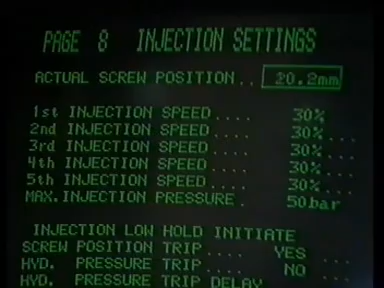 PAGE 8 INJECTION SETTINGS
ACTUAL SCREW POSITION.. 20.2mm
1st INJECTION SPEED.... 30%
2nd INJECTION SPEED.... 30%...
3rd INJECTION SPEED.... 30%...
4th INJECTION SPEED.... 30%...
5th INJECTION SPEED.... 30%...
MAX. INJECTION PRESSURE. 50bar
INJECTION LOW HOLD INITIATE
SCREW POSITION TRIP.... YES ...
HYD. PRESSURE TRIP..... NO ...
HYD. PRESSURE TRIP DELAY